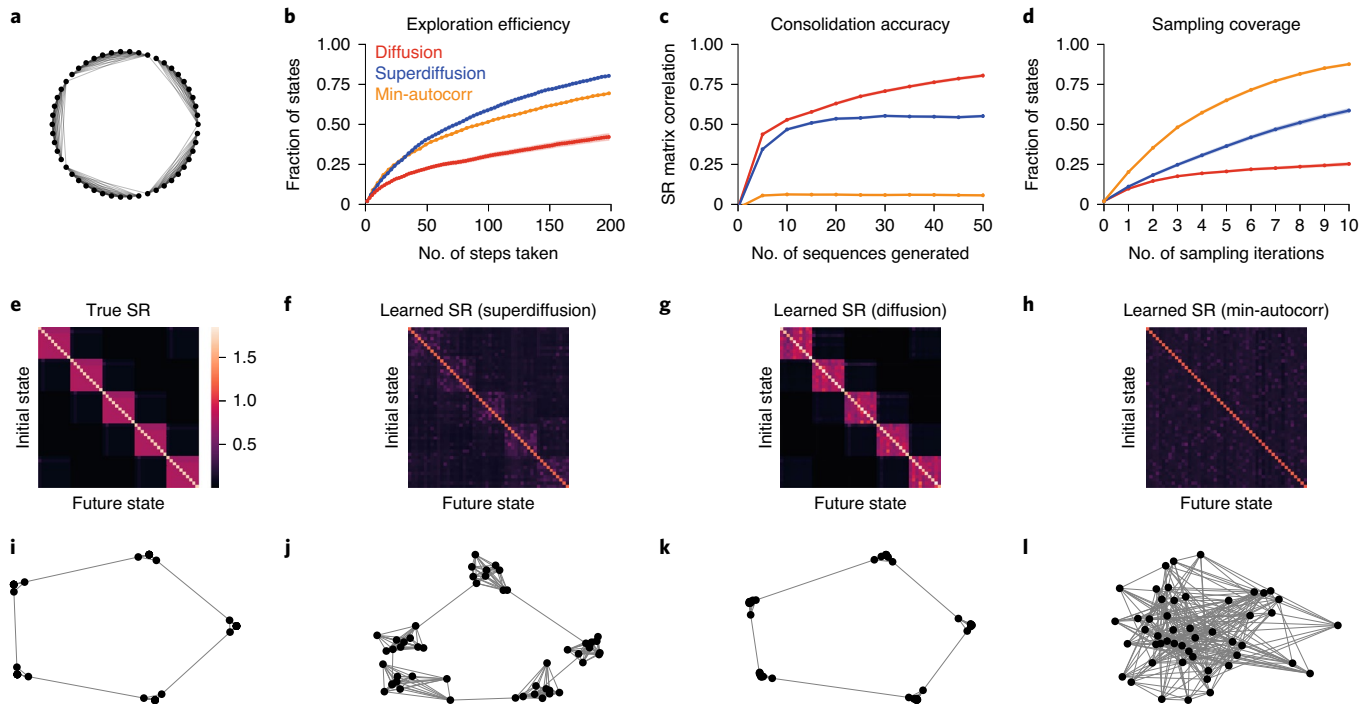 a
b
Exploration efficiency
Fraction of states
1.00
0.75
0.50
0.25
0
Diffusion
Superdiffusion
Min-autocorr
0 50 100 150 200
No. of steps taken
c
Consolidation accuracy
SR matrix correlation
1.00
0.75
0.50
0.25
0
0 10 20 30 40 50
No. of sequences generated
d
Sampling coverage
Fraction of states
1.00
0.75
0.50
0.25
0
0 1 2 3 4 5 6 7 8 9 10
No. of sampling iterations
e
True SR
Initial state
Future state
1.5
1.0
0.5
f
Learned SR (superdiffusion)
Initial state
Future state
g
Learned SR (diffusion)
Initial state
Future state
h
Learned SR (min-autocorr)
Initial state
Future state
i
j
k
l